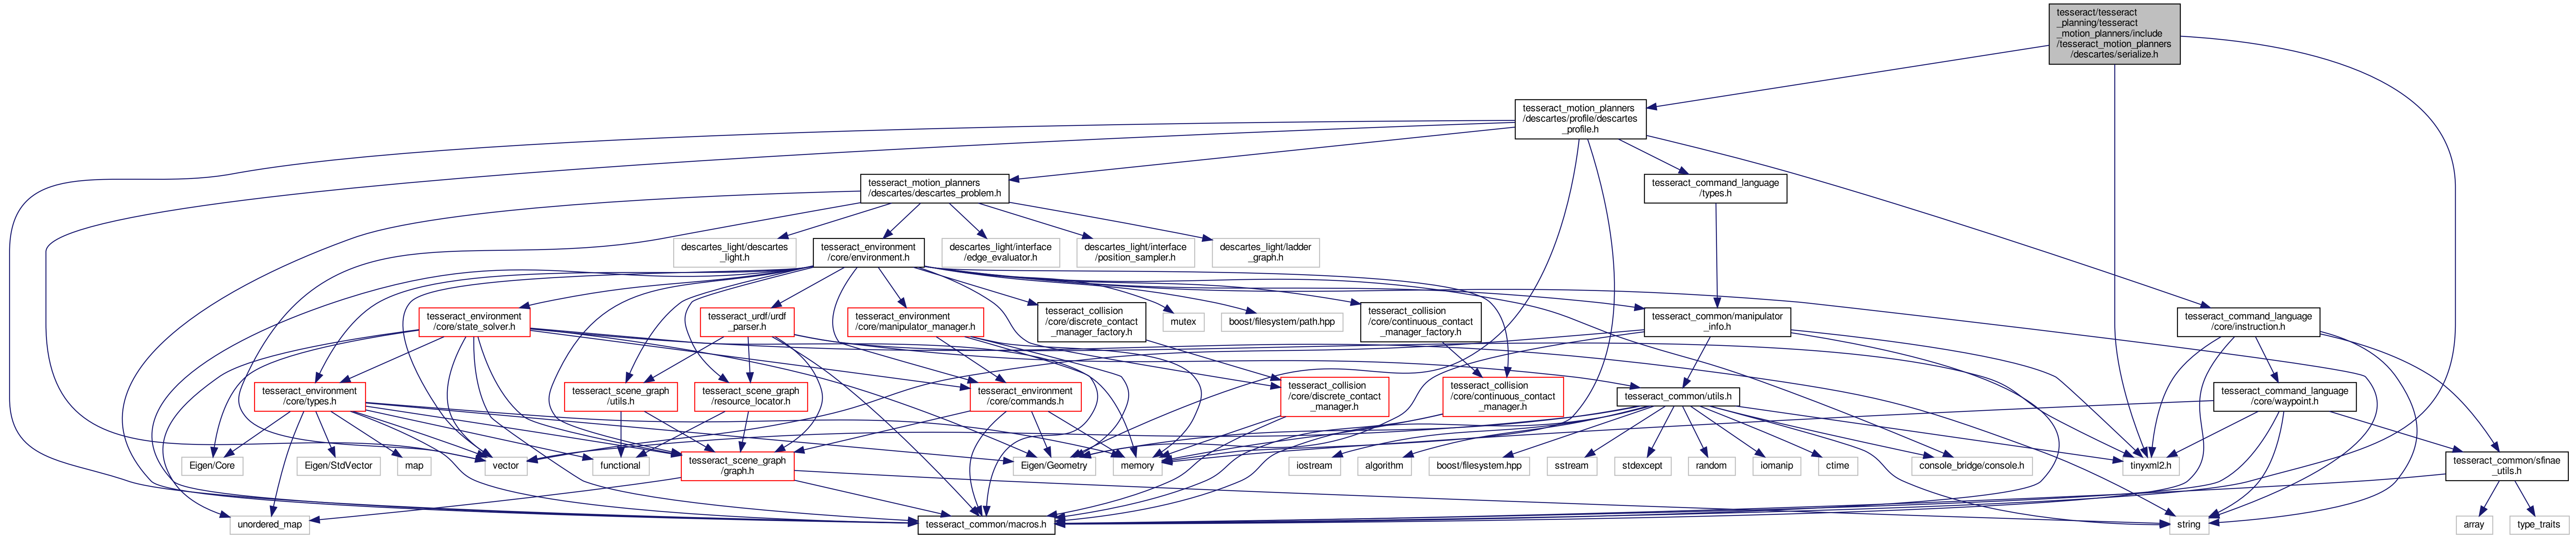 tesseract/tesseract
_planning/tesseract
_motion_planners/include
/tesseract_motion_planners
/descartes/serialize.h
tesseract_motion_planners
/descartes/profile/descartes
_profile.h
tesseract_motion_planners
/descartes/descartes_problem.h
tesseract_command_language
/types.h
descartes_light/descartes
_light.h
tesseract_environment
/core/environment.h
descartes_light/interface
/edge_evaluator.h
descartes_light/interface
/position_sampler.h
descartes_light/ladder
_graph.h
tesseract_environment
/core/state_solver.h
tesseract_urdf/urdf
_parser.h
tesseract_environment
/core/manipulator_manager.h
tesseract_collision
/core/discrete_contact
_manager_factory.h
mutex
boost/filesystem/path.hpp
tesseract_collision
/core/continuous_contact
_manager_factory.h
tesseract_common/manipulator
_info.h
tesseract_command_language
/core/instruction.h
tesseract_environment
/core/types.h
tesseract_scene_graph
/utils.h
tesseract_scene_graph
/resource_locator.h
tesseract_environment
/core/commands.h
tesseract_collision
/core/discrete_contact
_manager.h
tesseract_collision
/core/continuous_contact
_manager.h
tesseract_common/utils.h
tesseract_command_language
/core/waypoint.h
Eigen/Core
Eigen/StdVector
map
vector
functional
tesseract_scene_graph
/graph.h
Eigen/Geometry
memory
iostream
algorithm
boost/filesystem.hpp
sstream
stdexcept
random
iomanip
ctime
console_bridge/console.h
tinyxml2.h
tesseract_common/sfinae
_utils.h
unordered_map
tesseract_common/macros.h
string
array
type_traits